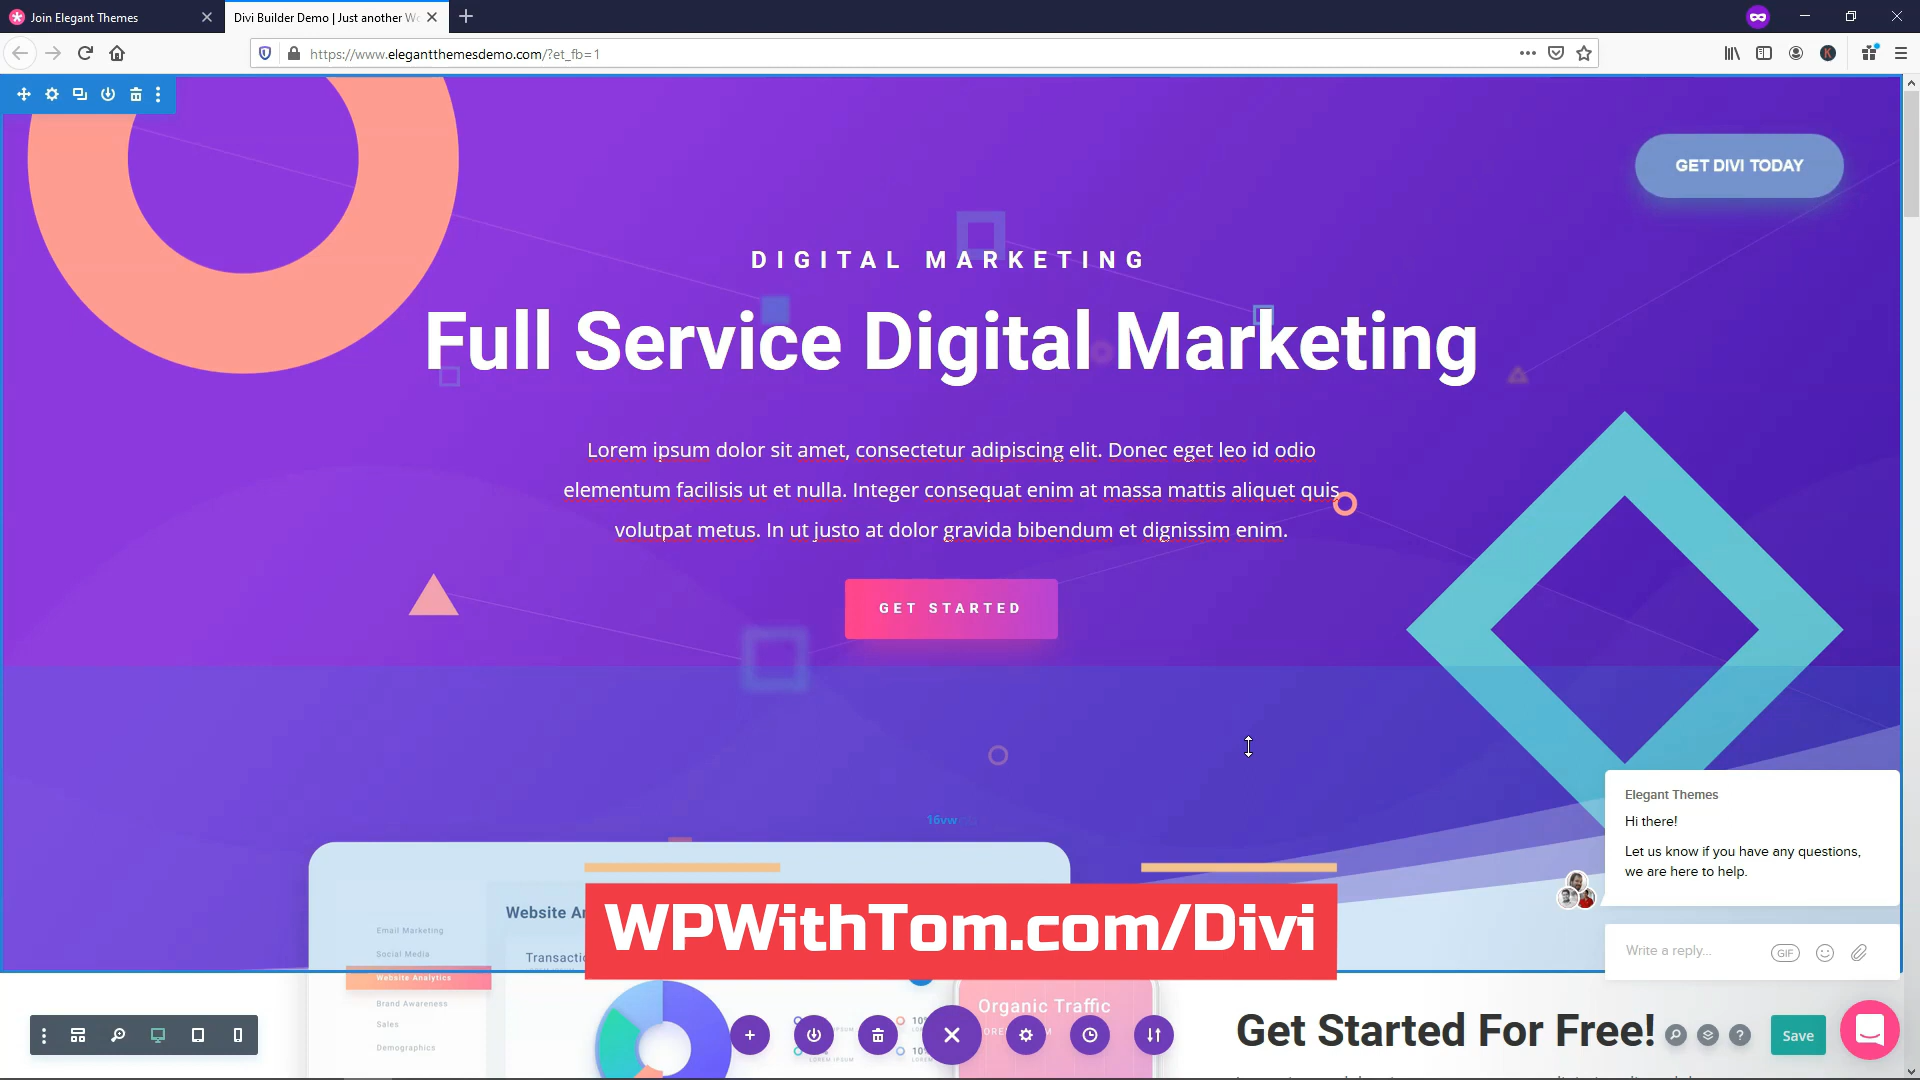 Join Elegant Themes
Divi Builder Demo | Just another Wo
https://www.elegantthemesdemo.com/?et_fb=1
GET DIVI TODAY
DIGITAL MARKETING
Full Service Digital Marketing
Lorem ipsum dolor sit amet, consectetur adipiscing elit. Donec eget leo id odio
elementum facilisis ut et nulla. Integer consequat enim at massa mattis aliquet quis
volutpat metus. In ut justo at dolor gravida bibendum et dignissim enim.
GET STARTED
16vw
Elegant Themes
Hi there!
Let us know if you have any questions,
we are here to help.
Write a reply...
GIF
Website An
Transactio
Email Marketing
Social Media
Website Analytics
Brand Awareness
Sales
Demographics
WPWithTom.com/Divi
Organic Traffic
LOREM IPSUM
Get Started For Free!
Save